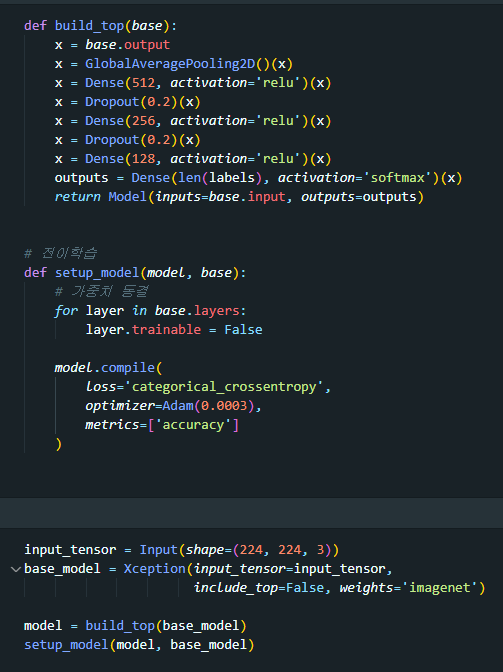 def build_top(base):
    x = base.output
    x = GlobalAveragePooling2D()(x)
    x = Dense(512, activation='relu')(x)
    x = Dropout(0.2)(x)
    x = Dense(256, activation='relu')(x)
    x = Dropout(0.2)(x)
    x = Dense(128, activation='relu')(x)
    outputs = Dense(len(labels), activation='softmax')(x)
    return Model(inputs=base.input, outputs=outputs)
# 전이학습
def setup_model(model, base):
    # 가중치 동결
    for layer in base.layers:
        layer.trainable = False
    model.compile(
        loss='categorical_crossentropy',
        optimizer=Adam(0.0003),
        metrics=['accuracy']
    )
input_tensor = Input(shape=(224, 224, 3))
base_model = Xception(input_tensor=input_tensor,
                      include_top=False, weights='imagenet')
model = build_top(base_model)
setup_model(model, base_model)